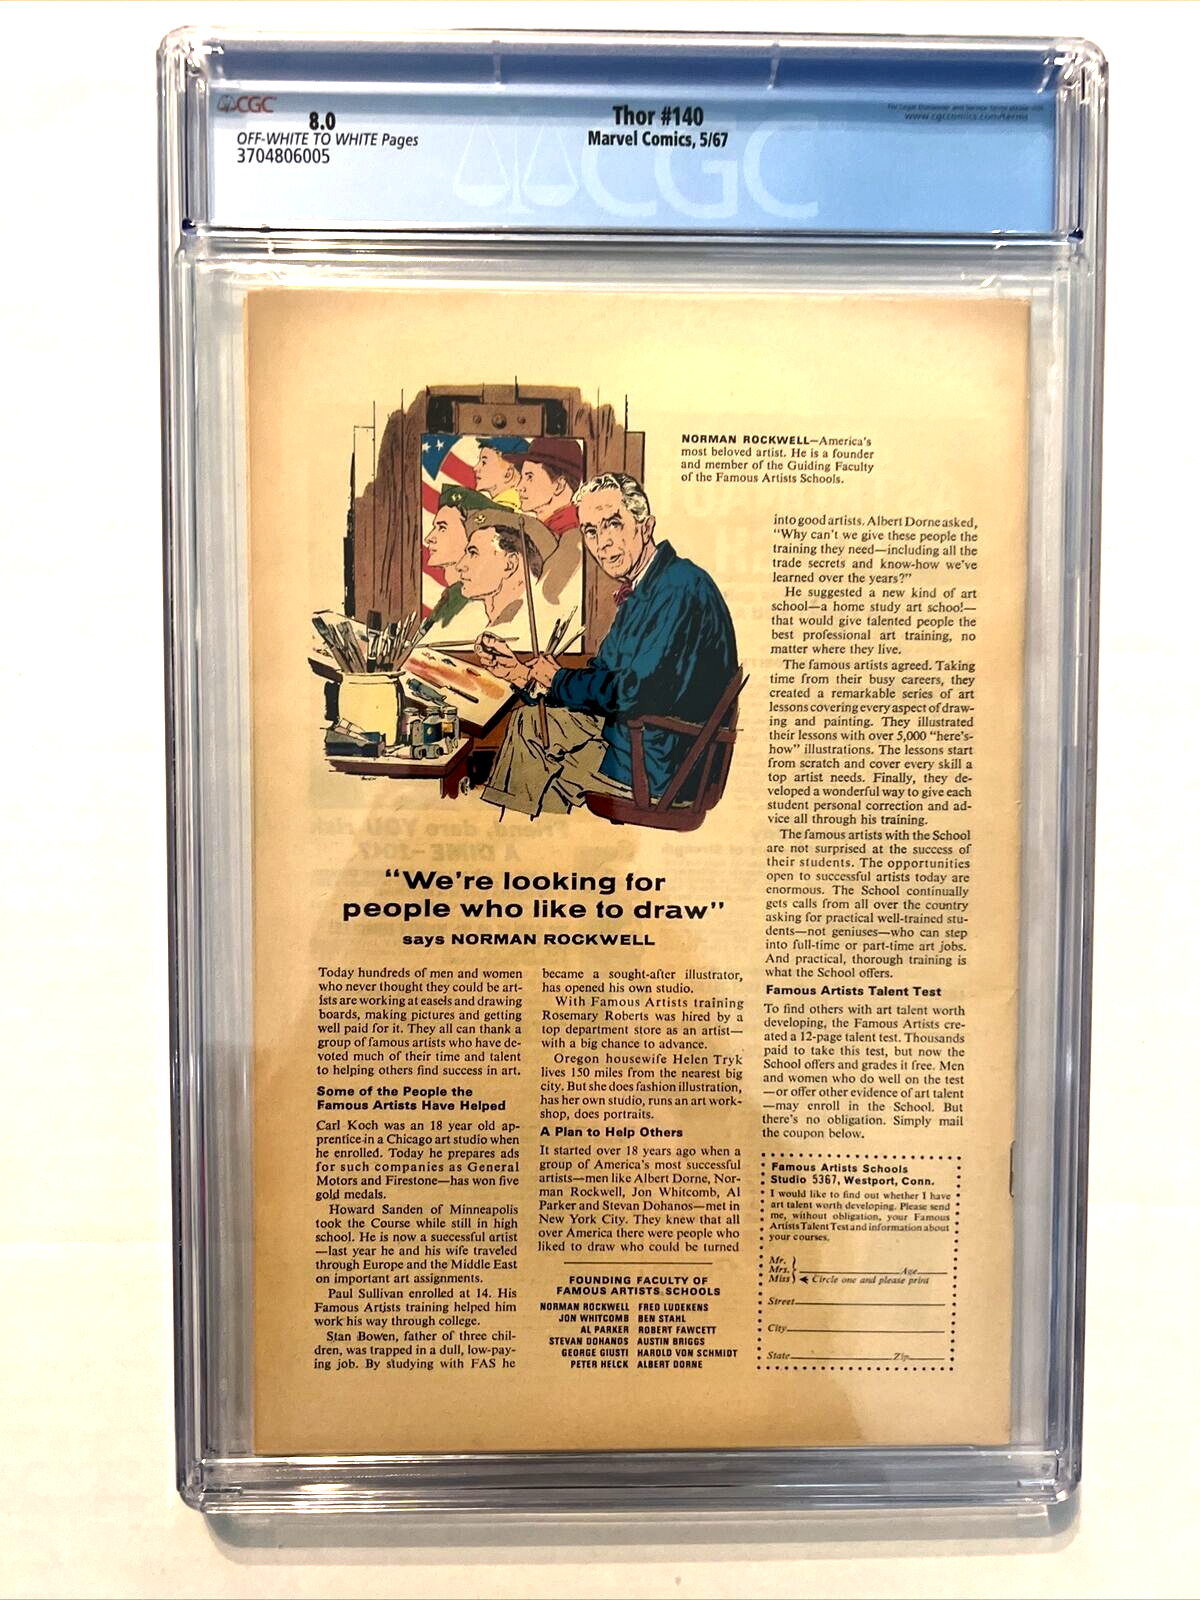 CGC
8.0
OFF-WHITE TO WHITE Pages
3704806005
Thor #140
Marvel Comics, 5/67
www.cgccomics.com/terms
CGC
NORMAN ROCKWELL—America's
most beloved artist. He is a founder
and member of the Guiding Faculty
of the Famous Artists Schools.
"We're looking for
people who like to draw"
says NORMAN ROCKWELL
Today hundreds of men and women
who never thought they could be art-
ists are working at easels and drawing
boards, making pictures and getting
well paid for it. They all can thank a
group of famous artists who have de-
voted much of their time and talent
to helping others find success in art.
Some of the People the
Famous Artists Have Helped
Carl Koch was an 18 year old ap-
prentice in a Chicago art studio when
he enrolled. Today he prepares ads
for such companies as General
Motors and Firestone—has won five
gold medals.
Howard Sanden of Minneapolis
took the Course while still in high
school. He is now a successful artist
—last year he and his wife traveled
through Europe and the Middle East
on important art assignments.
Paul Sullivan enrolled at 14. His
Famous Artists training helped him
work his way through college.
Stan Bowen, father of three chil-
dren, was trapped in a dull, low-pay-
ing job. By studying with FAS he
became a sought-after illustrator,
has opened his own studio.
With Famous Artists training
Rosemary Roberts was hired by a
top department store as an artist—
with a big chance to advance.
Oregon housewife Helen Tryk
lives 150 miles from the nearest big
city. But she does fashion illustration,
has her own studio, runs an art work-
shop, does portraits.
A Plan to Help Others
It started over 18 years ago when a
group of America's most successful
artists—men like Albert Dorne, Nor-
man Rockwell, Jon Whitcomb, Al
Parker and Stevan Dohanos—met in
New York City. They knew that all
over America there were people who
liked to draw who could be turned
FOUNDING FACULTY OF
FAMOUS ARTISTS SCHOOLS
NORMAN ROCKWELL FRED LUDEKENS
JON WHITCOMB BEN STAHL
AL PARKER ROBERT FAWCETT
STEVAN DOHANOS AUSTIN BRIGGS
GEORGE GIUSTI HAROLD VON SCHMIDT
PETER HELCK ALBERT DORNE
into good artists. Albert Dorne asked,
"Why can't we give these people the
training they need—including all the
trade secrets and know-how we've
learned over the years?"
He suggested a new kind of art
school—a home study art school—
that would give talented people the
best professional art training, no
matter where they live.
The famous artists agreed. Taking
time from their busy careers, they
created a remarkable series of art
lessons covering every aspect of draw-
ing and painting. They illustrated
their lessons with over 5,000 "here's-
how" illustrations. The lessons start
from scratch and cover every skill a
top artist needs. Finally, they de-
veloped a wonderful way to give each
student personal correction and ad-
vice all through his training.
The famous artists with the School
are not surprised at the success of
their students. The opportunities
open to successful artists today are
enormous. The School continually
gets calls from all over the country
asking for practical well-trained stu-
dents—not geniuses—who can step
into full-time or part-time art jobs.
And practical, thorough training is
what the School offers.
Famous Artists Talent Test
To find others with art talent worth
developing, the Famous Artists cre-
ated a 12-page talent test. Thousands
paid to take this test, but now the
School offers and grades it free. Men
and women who do well on the test
—or offer other evidence of art talent
—may enroll in the School. But
there's no obligation. Simply mail
the coupon below.
Famous Artists Schools
Studio 5367, Westport, Conn.
I would like to find out whether I have
art talent worth developing. Please send
me, without obligation, your Famous
Artists Talent Test and information about
your courses.
Mr.
Mrs. Age
Miss Circle one and please print
Street
City
State Zip